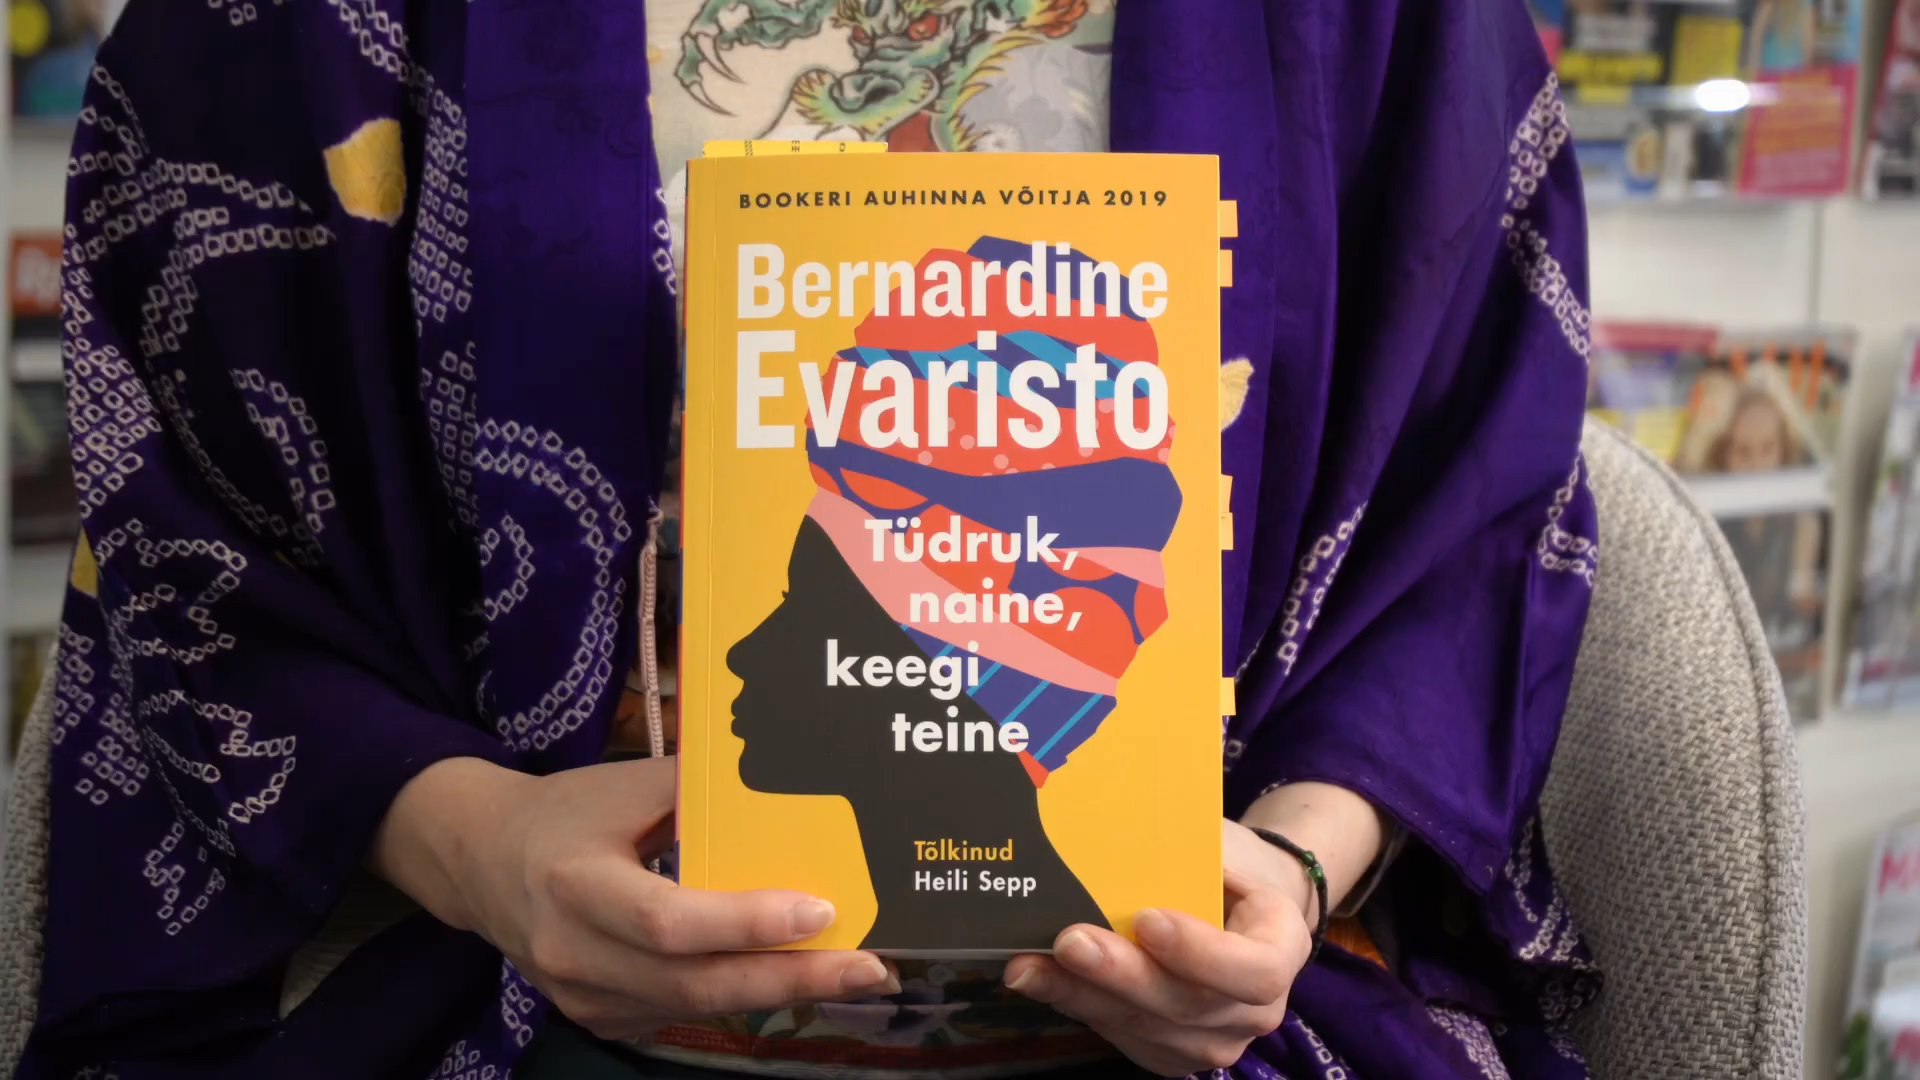 BOOKERI AUHINNA VÕITJA 2019
Bernardine
Evaristo
Tüdruk,
naine,
keegi
teine
Tõlkinud
Heili Sepp